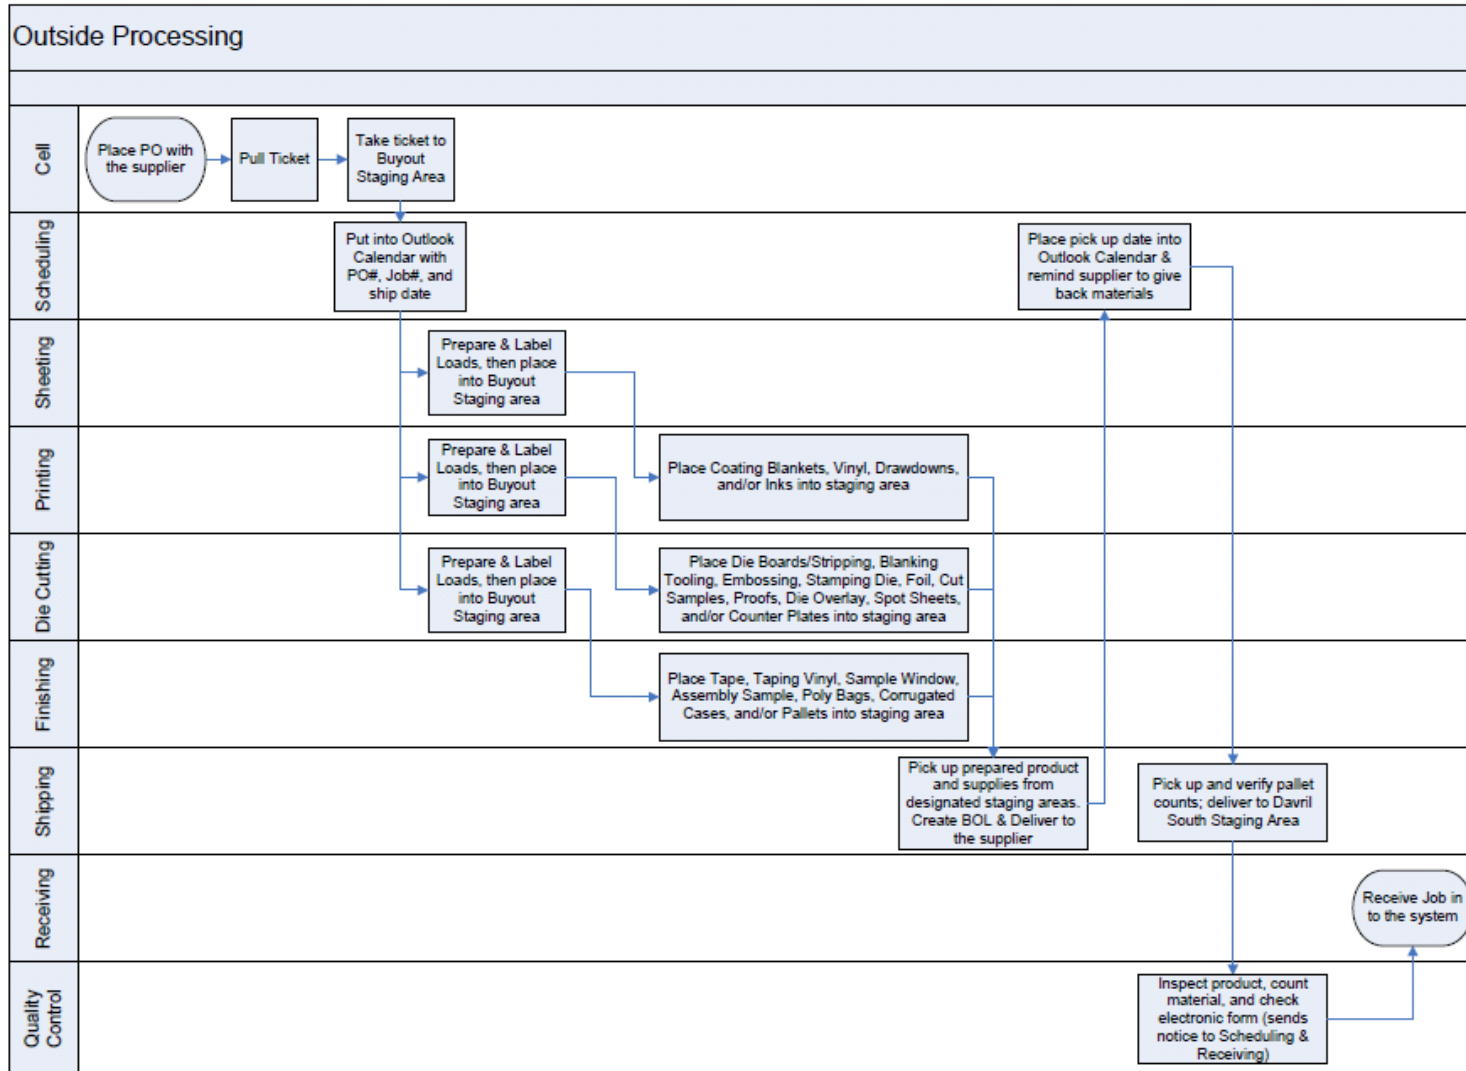 Outside Processing
Cell
Place PO with
the supplier
Pull Ticket
Take ticket to
Buyout
Staging Area
Scheduling
Put into Outlook
Calendar with
PO#, Job#, and
ship date
Place pick up date into
Outlook Calendar &
remind supplier to give
back materials
Sheeting
Prepare & Label
Loads, then place
into Buyout
Staging area
Printing
Prepare & Label
Loads, then place
into Buyout
Staging area
Place Coating Blankets, Vinyl, Drawdowns,
and/or Inks into staging area
Die Cutting
Prepare & Label
Loads, then place
into Buyout
Staging area
Place Die Boards/Stripping, Blanking
Tooling, Embossing, Stamping Die, Foil, Cut
Samples, Proofs, Die Overlay, Spot Sheets,
and/or Counter Plates into staging area
Finishing
Place Tape, Taping Vinyl, Sample Window,
Assembly Sample, Poly Bags, Corrugated
Cases, and/or Pallets into staging area
Shipping
Pick up prepared product
and supplies from
designated staging areas.
Create BOL & Deliver to
the supplier
Pick up and verify pallet
counts; deliver to Davril
South Staging Area
Receiving
Receive Job in
to the system
Quality
Control
Inspect product, count
material, and check
electronic form (sends
notice to Scheduling &
Receiving)